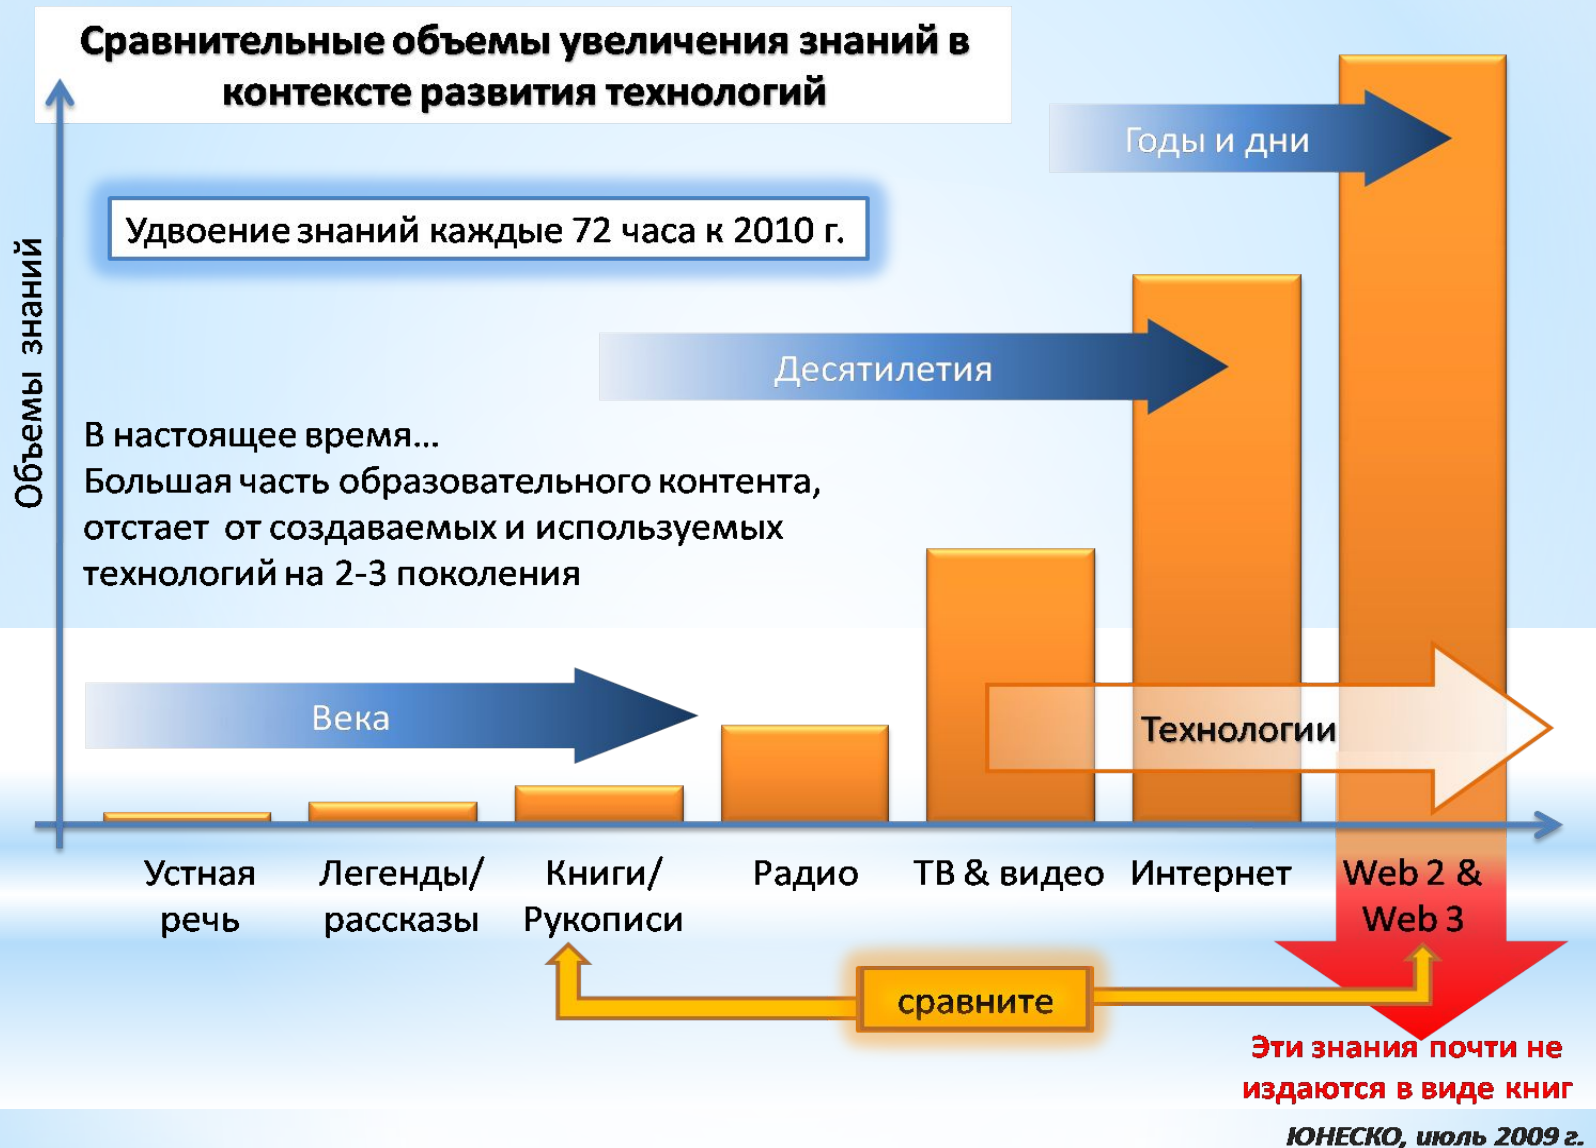 Сравнительные объемы увеличения знаний в
контексте развития технологий
Годы и дни
Удвоение знаний каждые 72 часа к 2010 г.
Объемы знаний
Десятилетия
В настоящее время...
Большая часть образовательного контента,
отстает от создаваемых и используемых
технологий на 2-3 поколения
Века
Технологии
Устная
речь
Легенды/
рассказы
Книги/
Рукописи
Радио
ТВ & видео
Интернет
Web 2 &
Web 3
сравните
Эти знания почти не
издаются в виде книг
ЮНЕСКО, июль 2009 г.